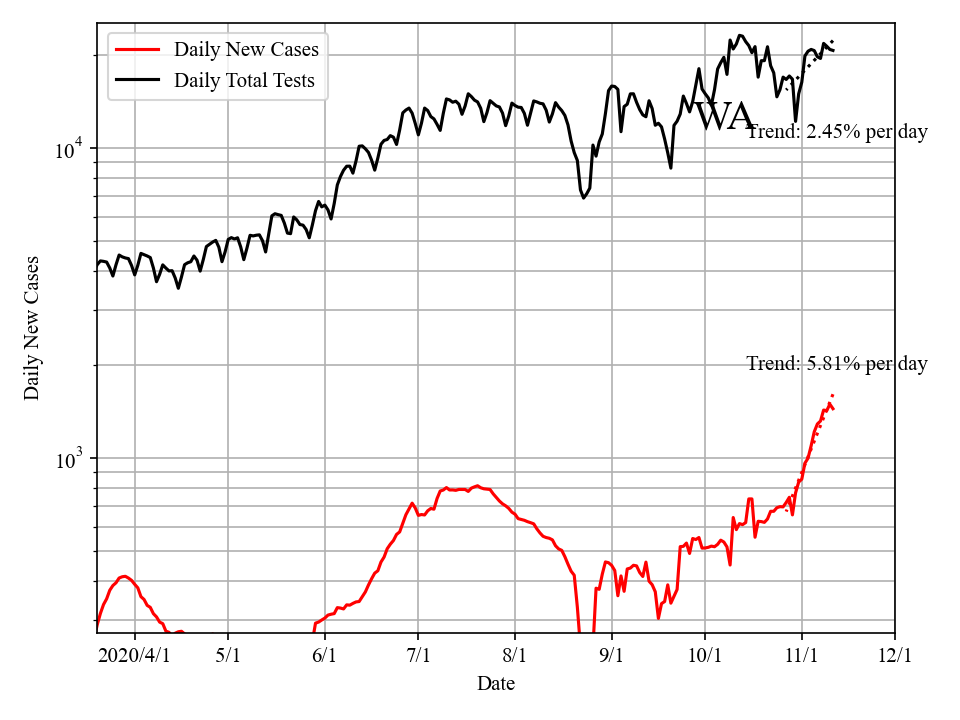 Daily New Cases
Daily Total Tests
WA
Trend: 2.45% per day
Trend: 5.81% per day
10^4
10^3
Daily New Cases
2020/4/1 5/1 6/1 7/1 8/1 9/1 10/1 11/1 12/1
Date